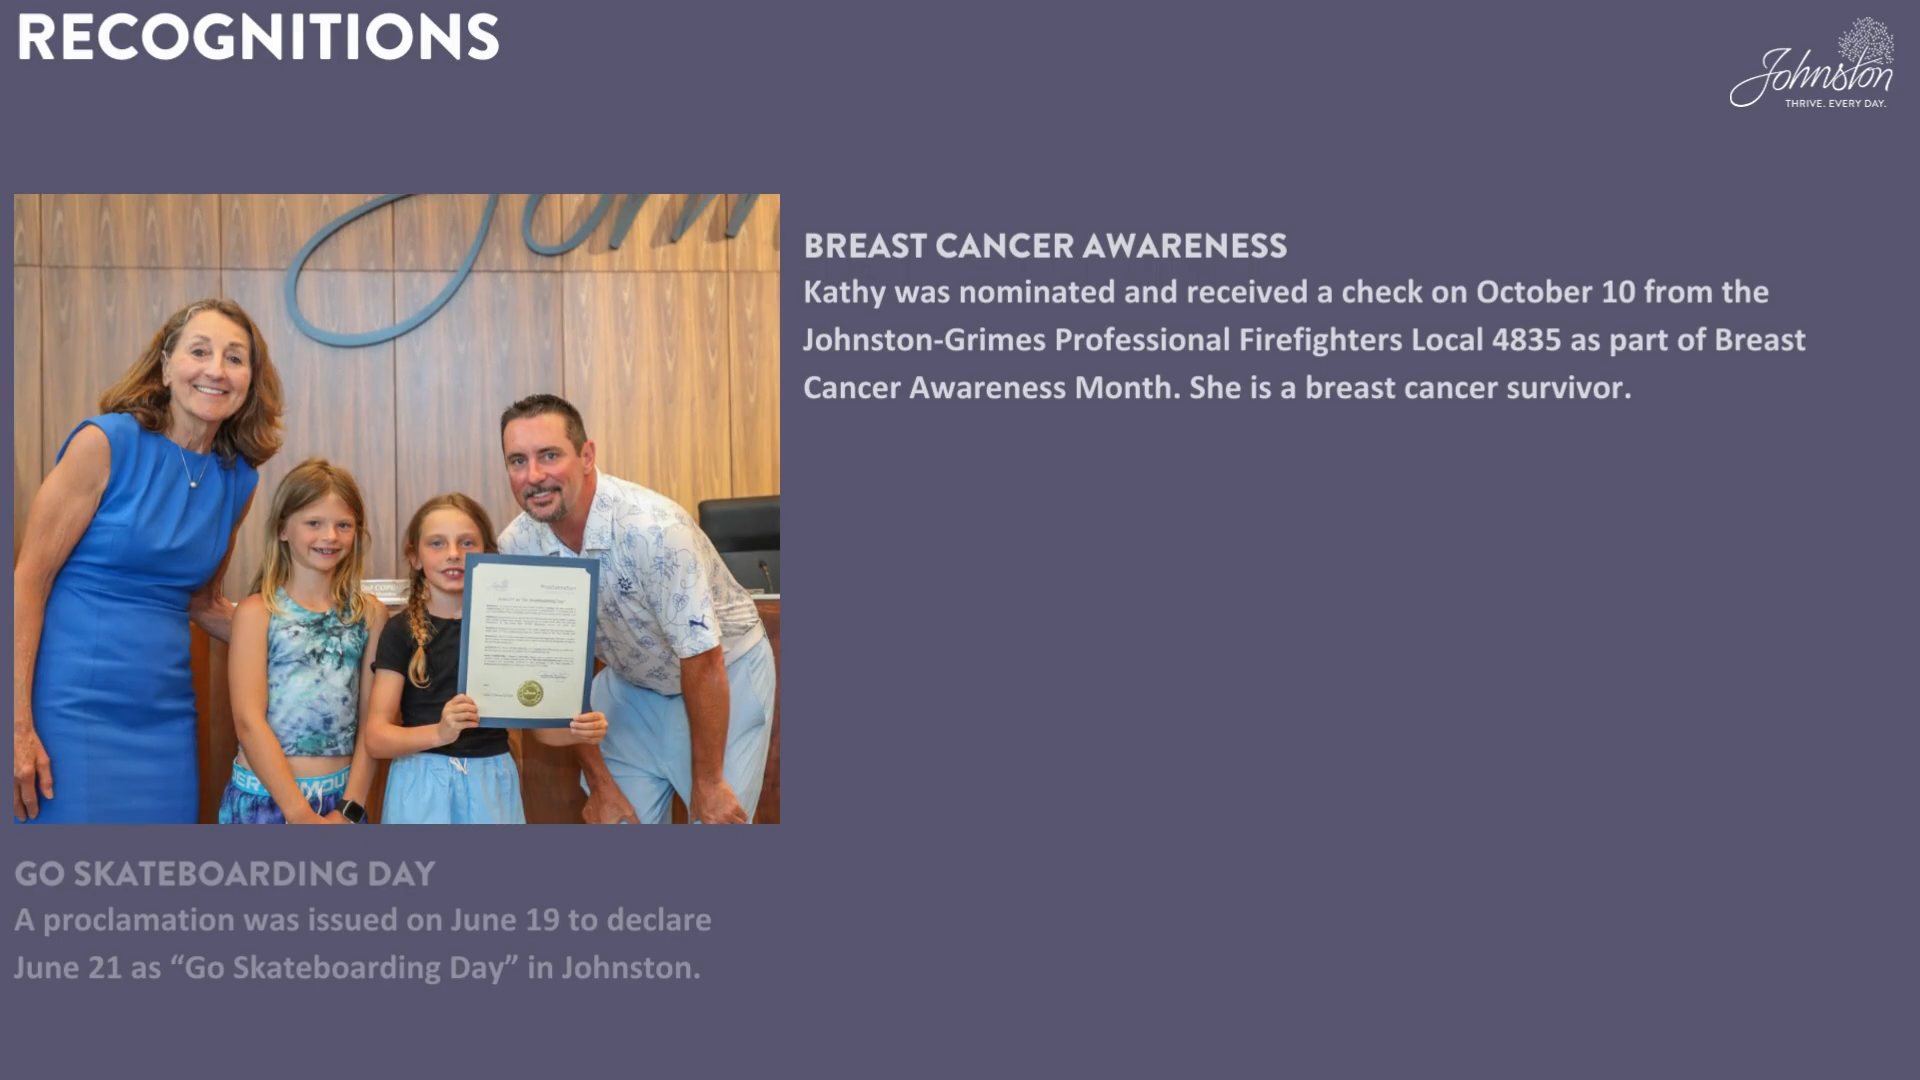 RECOGNITIONS
Johnston
THRIVE. EVERY DAY.
BREAST CANCER AWARENESS
Kathy was nominated and received a check on October 10 from the
Johnston-Grimes Professional Firefighters Local 4835 as part of Breast
Cancer Awareness Month. She is a breast cancer survivor.
COPE
Proclamation
GO SKATEBOARDING DAY
A proclamation was issued on June 19 to declare
June 21 as “Go Skateboarding Day” in Johnston.